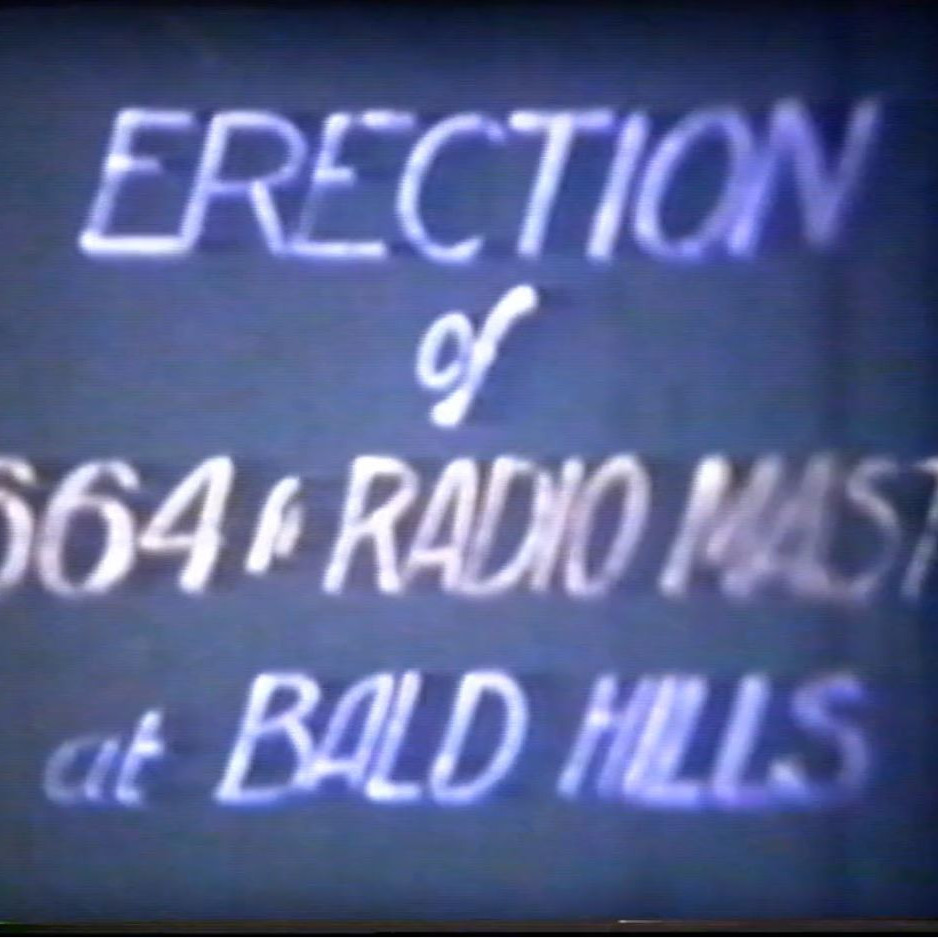 ERECTION
of
664 ft RADIO MAST
at BALD HILLS